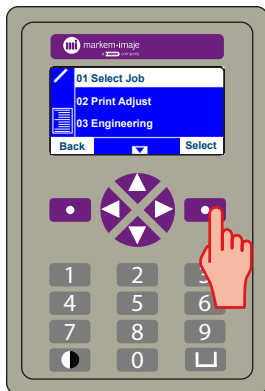 markem·imaje
01 Select Job
02 Print Adjust
03 Engineering
Back Select
1 2 3
4 5 6
7 8 9
0